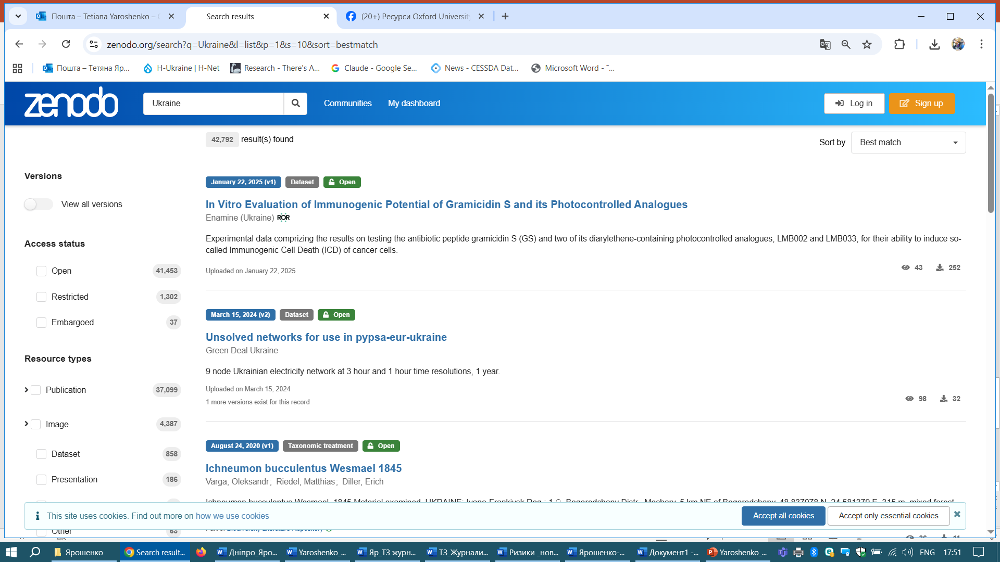 Пошта – Tetiana Yaroshenko –
Search results
(20+) Ресурси Oxford Universit
zenodo.org/search?q=Ukraine&l=list&p=1&s=10&sort=bestmatch
Пошта – Тетяна Яр...
H-Ukraine | H-Net
Research - There's A...
Claude - Google Se...
News - CESSDA Dat...
Microsoft Word - ˜...
zenodo
Ukraine
Communities
My dashboard
Log in
Sign up
42,792 result(s) found
Sort by
Best match
Versions
View all versions
Access status
Open 41,453
Restricted 1,302
Embargoed 37
Resource types
Publication 37,099
Image 4,387
Dataset 858
Presentation 186
Other 63
January 22, 2025 (v1) Dataset Open
In Vitro Evaluation of Immunogenic Potential of Gramicidin S and its Photocontrolled Analogues
Enamine (Ukraine) ROR
Experimental data comprizing the results on testing the antibiotic peptide gramicidin S (GS) and two of its diarylethene-containing photocontrolled analogues, LMB002 and LMB033, for their ability to induce so-
called Immunogenic Cell Death (ICD) of cancer cells.
Uploaded on January 22, 2025
43 252
March 15, 2024 (v2) Dataset Open
Unsolved networks for use in pypsa-eur-ukraine
Green Deal Ukraine
9 node Ukrainian electricity network at 3 hour and 1 hour time resolutions, 1 year.
Uploaded on March 15, 2024
1 more versions exist for this record
98 32
August 24, 2020 (v1) Taxonomic treatment Open
Ichneumon bucculentus Wesmael 1845
Varga, Oleksandr; Riedel, Matthias; Diller, Erich
Ichneumon bucculentus Wesmael, 1845 Material examined. UKRAINE: Ivano-Frankivsk Reg.: 1 ♀, Bogorodchany Distr., Mochary, 5 km NE of Bogorodchany, 48.837078 N, 24.581379 E, 315 m, mixed forest,
This site uses cookies. Find out more on how we use cookies
Accept all cookies
Accept only essential cookies
Part of Biodiversity Literature Repository
Ярошенко
Search result...
Дніпро_Яро...
Yaroshenko_...
Яр_ТЗ журн...
ТЗ_Журнали...
Ризики _нов...
Ярошенко-...
Документ1 -...
Yaroshenko_...
ENG
17:51